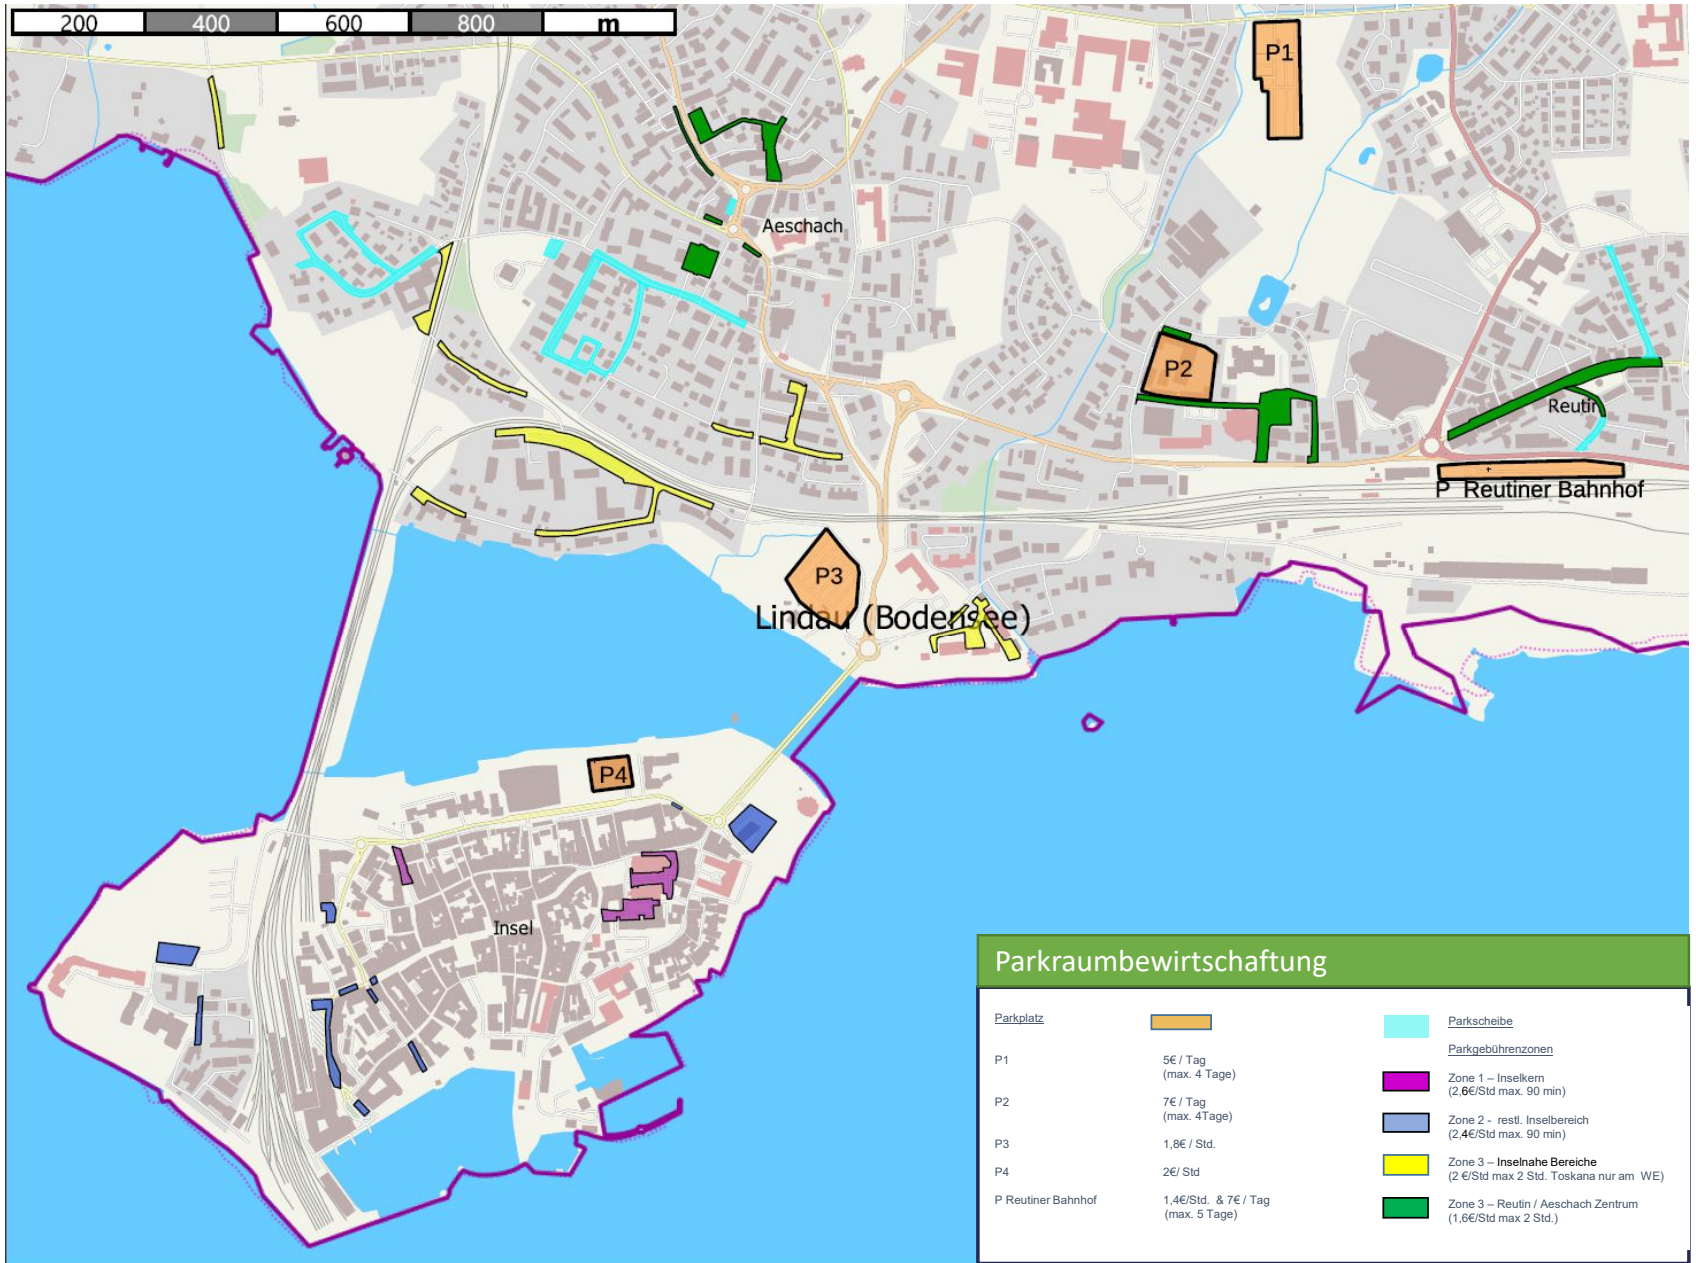 200 400 600 800 m
P1
Aeschach
P2
Reutin
P Reutiner Bahnhof
P3
Lindau (Bodensee)
P4
Insel
Parkraumbewirtschaftung
Parkplatz
P1 5€ / Tag
(max. 4 Tage)
P2 7€ / Tag
(max. 4Tage)
P3 1,8€ / Std.
P4 2€/ Std
P Reutiner Bahnhof 1,4€/Std. & 7€ / Tag
(max. 5 Tage)
Parkscheibe
Parkgebührenzonen
Zone 1 – Inselkern
(2,6€/Std max. 90 min)
Zone 2 - restl. Inselbereich
(2,4€/Std max. 90 min)
Zone 3 – Inselnahe Bereiche
(2 €/Std max 2 Std. Toskana nur am WE)
Zone 3 – Reutin / Aeschach Zentrum
(1,6€/Std max 2 Std.)